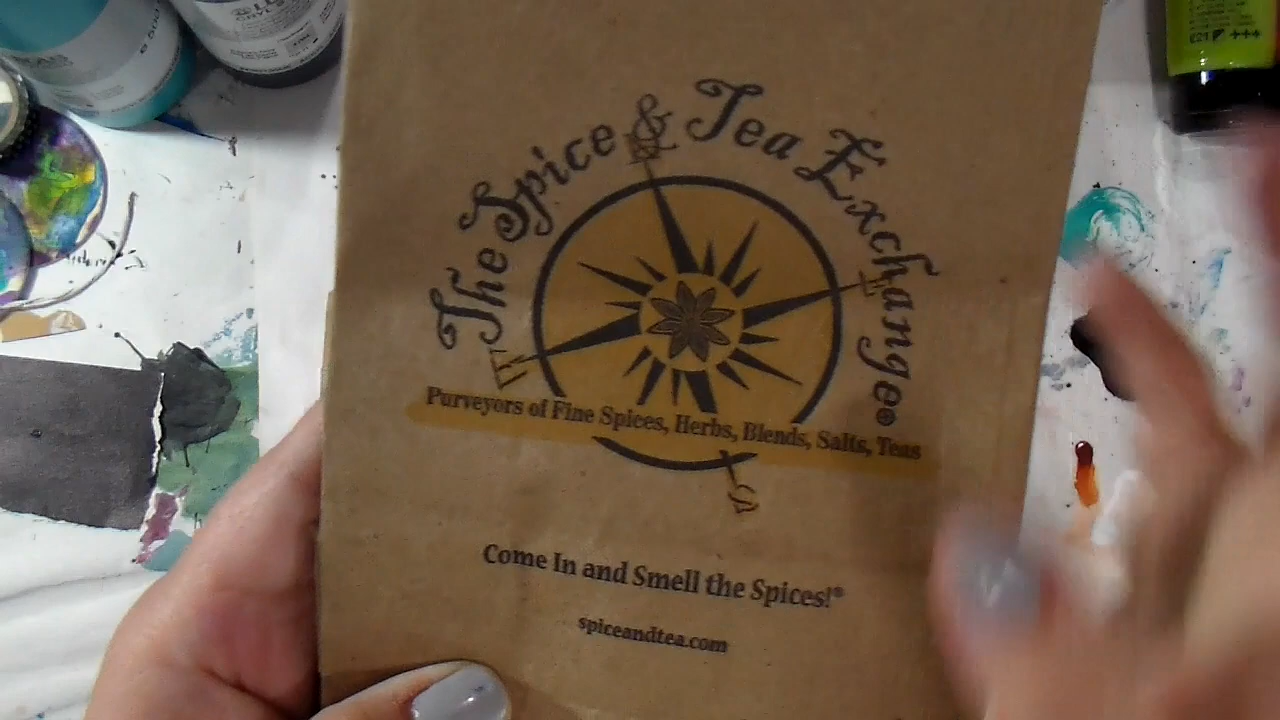 The Spice & Tea Exchange®
Purveyors of Fine Spices, Herbs, Blends, Salts, Teas
Come In and Smell the Spices!®
spiceandtea.com